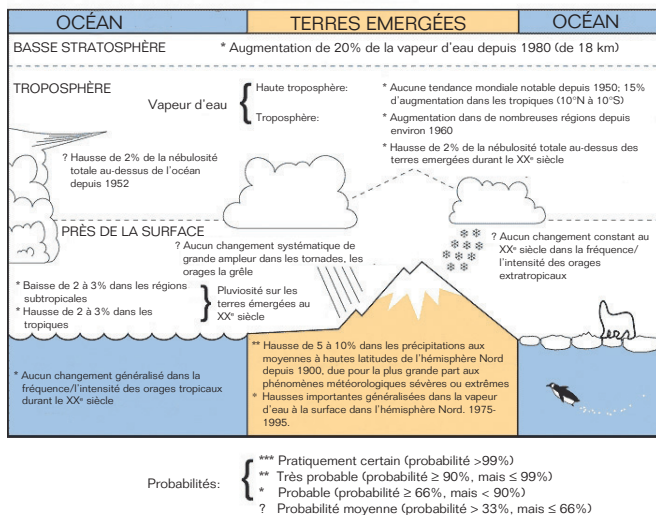 OCÉAN
TERRES EMERGÉES
OCÉAN
BASSE STRATOSPHÈRE
* Augmentation de 20% de la vapeur d'eau depuis 1980 (de 18 km)
TROPOSPHÈRE
Vapeur d'eau
{
Haute troposphère:
* Aucune tendance mondiale notable depuis 1950; 15%
d'augmentation dans les tropiques (10°N à 10°S)
Troposphère:
* Augmentation dans de nombreuses régions depuis
environ 1960
* Hausse de 2% de la nébulosité totale au-dessus des
terres emergées durant le XXᵉ siècle
? Hausse de 2% de la nébulosité
totale au-dessus de l'océan
depuis 1952
PRÈS DE LA SURFACE
? Aucun changement systématique de
grande ampleur dans les tornades, les
orages la grêle
? Aucun changement constant au
XXᵉ siècle dans la fréquence/
l'intensité des orages
extratropicaux
* Baisse de 2 à 3% dans les régions
subtropicales
* Hausse de 2 à 3% dans les
tropiques
}
Pluviosité sur les
terres émergées au
XXᵉ siècle
** Hausse de 5 à 10% dans les précipitations aux
moyennes à hautes latitudes de l'hémisphère Nord
depuis 1900, due pour la plus grande part aux
phénomènes météorologiques sévères ou extrêmes
* Hausses importantes généralisées dans la vapeur
d'eau à la surface dans l'hémisphère Nord. 1975-
1995.
* Aucun changement généralisé dans la
fréquence/l'intensité des orages tropicaux
durant le XXᵉ siècle
Probabilités:
{
*** Pratiquement certain (probabilité >99%)
** Très probable (probabilité ≥ 90%, mais ≤ 99%)
* Probable (probabilité ≥ 66%, mais < 90%)
? Probabilité moyenne (probabilité > 33%, mais ≤ 66%)